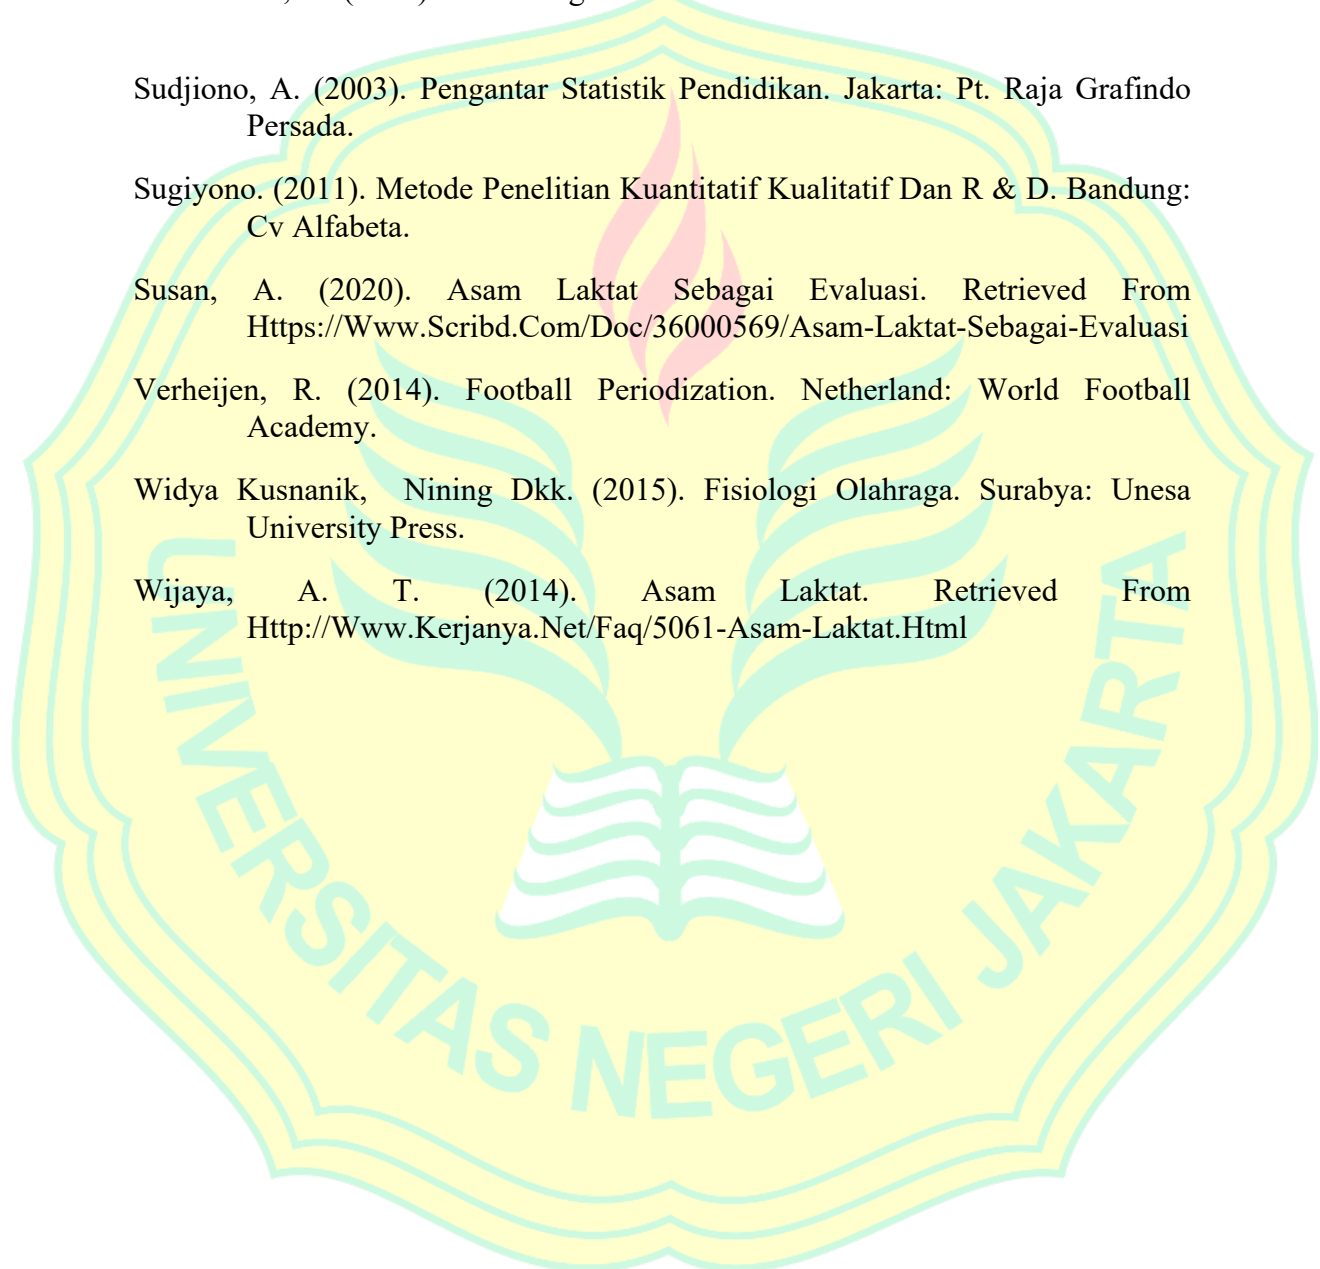 Sudjiono, A. (2003). Pengantar Statistik Pendidikan. Jakarta: Pt. Raja Grafindo
Persada.
Sugiyono. (2011). Metode Penelitian Kuantitatif Kualitatif Dan R & D. Bandung:
Cv Alfabeta.
Susan, A. (2020). Asam Laktat Sebagai Evaluasi. Retrieved From
Https://Www.Scribd.Com/Doc/36000569/Asam-Laktat-Sebagai-Evaluasi
Verheijen, R. (2014). Football Periodization. Netherland: World Football
Academy.
Widya Kusnanik, Nining Dkk. (2015). Fisiologi Olahraga. Surabya: Unesa
University Press.
Wijaya, A. T. (2014). Asam Laktat. Retrieved From
Http://Www.Kerjanya.Net/Faq/5061-Asam-Laktat.Html
UNIVERSITAS NEGERI JAKARTA